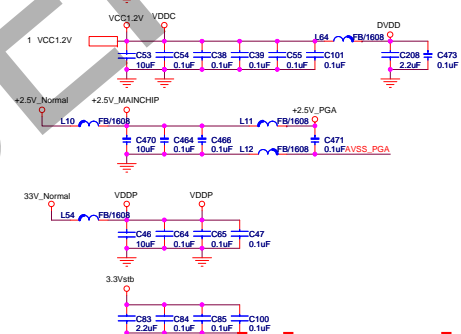 VCC1.2V VDDC DVDD
1 VCC1.2V L64 FB/1608
C53 C54 C38 C39 C55 C101 C208 C473
10uF 0.1uF 0.1uF 0.1uF 0.1uF 0.1uF 2.2uF 0.1uF
+2.5V_Normal +2.5V_MAINCHIP +2.5V_PGA
L10 FB/1608 L11 FB/1608
C470 C464 C466 C471
10uF 0.1uF 0.1uF L12 FB/1608 0.1uF AVSS_PGA
33V_Normal VDDP VDDP
L54 FB/1608
C46 C64 C65 C47
10uF 0.1uF 0.1uF 0.1uF
3.3Vstb
C83 C84 C85 C100
2.2uF 0.1uF 0.1uF 0.1uF